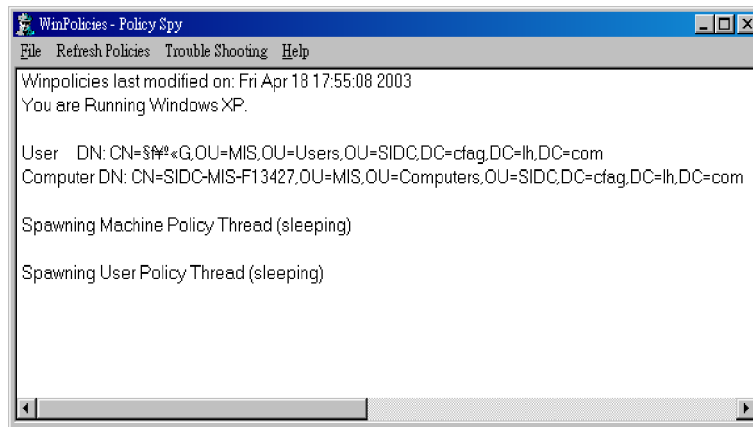 WinPolicies - Policy Spy
File Refresh Policies Trouble Shooting Help
Winpolicies last modified on: Fri Apr 18 17:55:08 2003
You are Running Windows XP.
User DN: CN=§f¥º«G,OU=MIS,OU=Users,OU=SIDC,DC=cfag,DC=lh,DC=com
Computer DN: CN=SIDC-MIS-F13427,OU=MIS,OU=Computers,OU=SIDC,DC=cfag,DC=lh,DC=com
Spawning Machine Policy Thread (sleeping)
Spawning User Policy Thread (sleeping)